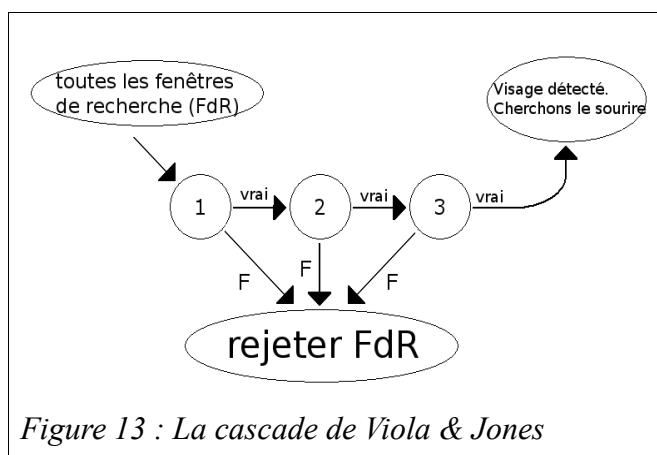 toutes les fenêtres
de recherche (FdR)
Visage détecté.
Cherchons le sourire
1
vrai
2
vrai
3
vrai
F
F
F
rejeter FdR
Figure 13 : La cascade de Viola & Jones